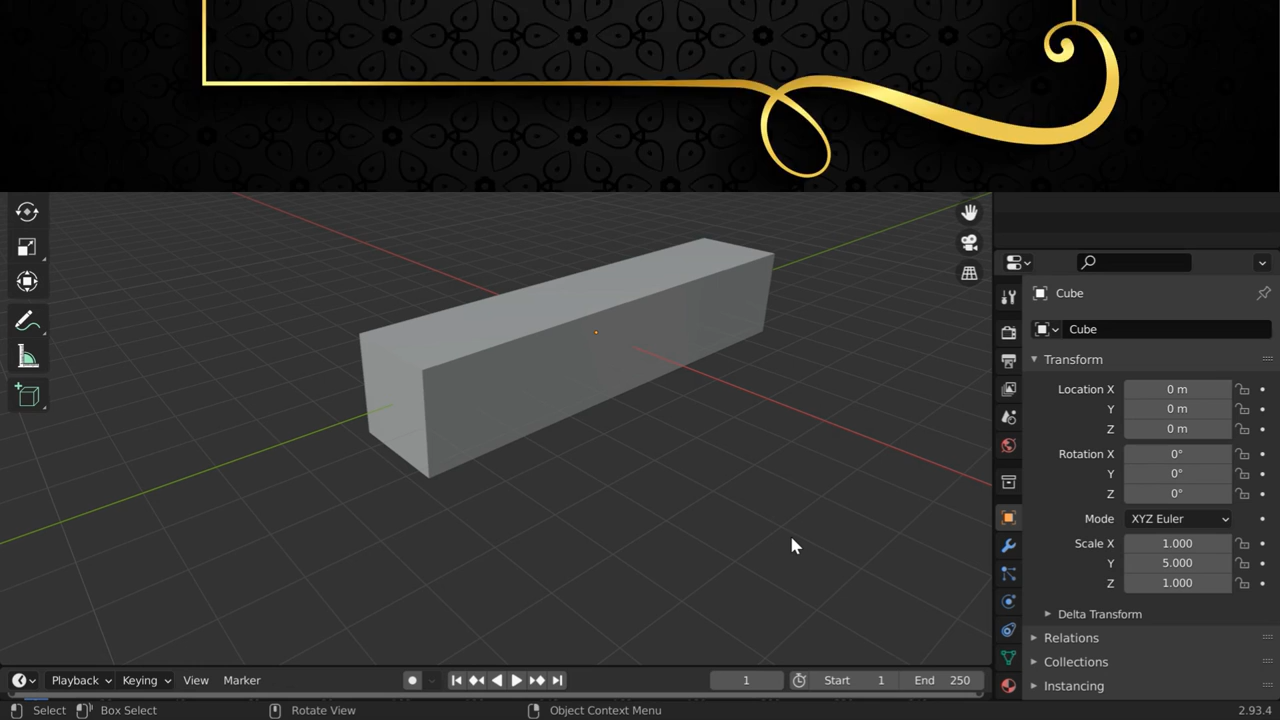 Cube
Cube
Transform
Location X 0 m
Y 0 m
Z 0 m
Rotation X 0°
Y 0°
Z 0°
Mode XYZ Euler
Scale X 1.000
Y 5.000
Z 1.000
Delta Transform
Relations
Collections
Instancing
Playback Keying View Marker 1 Start 1 End 250
Select Box Select Rotate View Object Context Menu 2.93.4